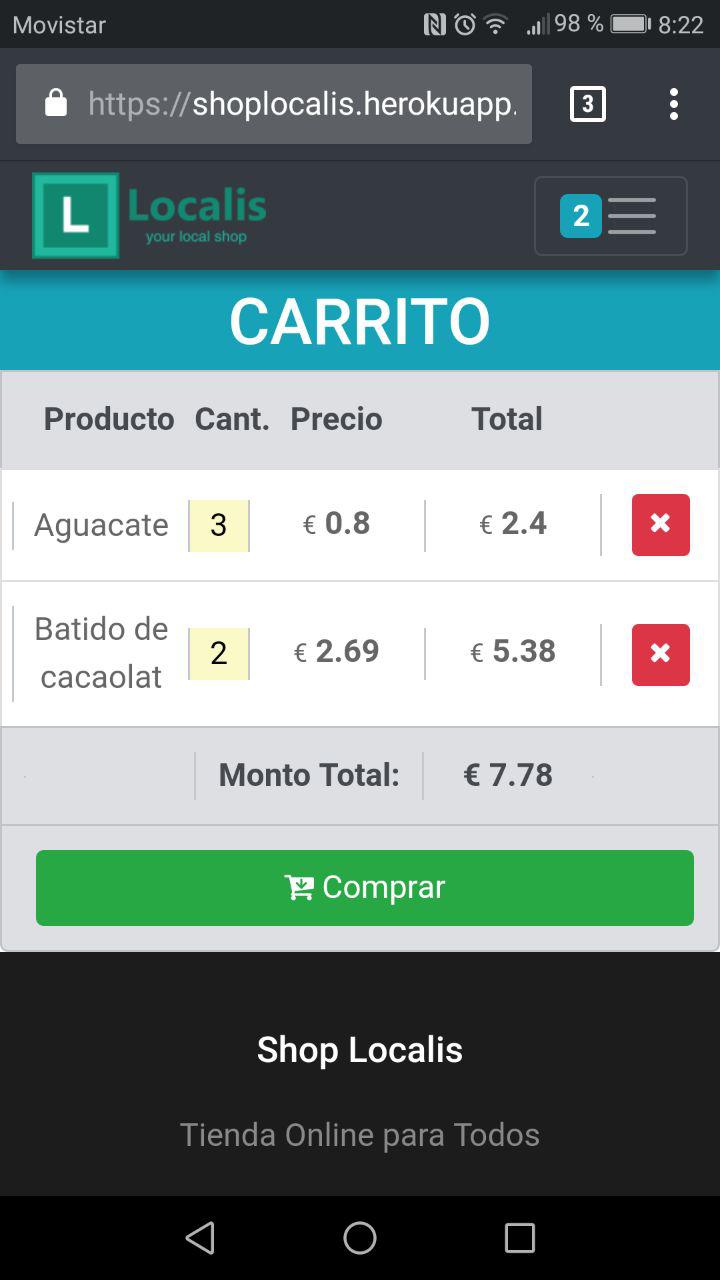 Movistar 98 % 8:22
https://shoplocalis.herokuapp.
3
L Localis
your local shop
2
CARRITO
Producto Cant. Precio Total
Aguacate 3 € 0.8 € 2.4
Batido de
cacaolat 2 € 2.69 € 5.38
Monto Total: € 7.78
Comprar
Shop Localis
Tienda Online para Todos